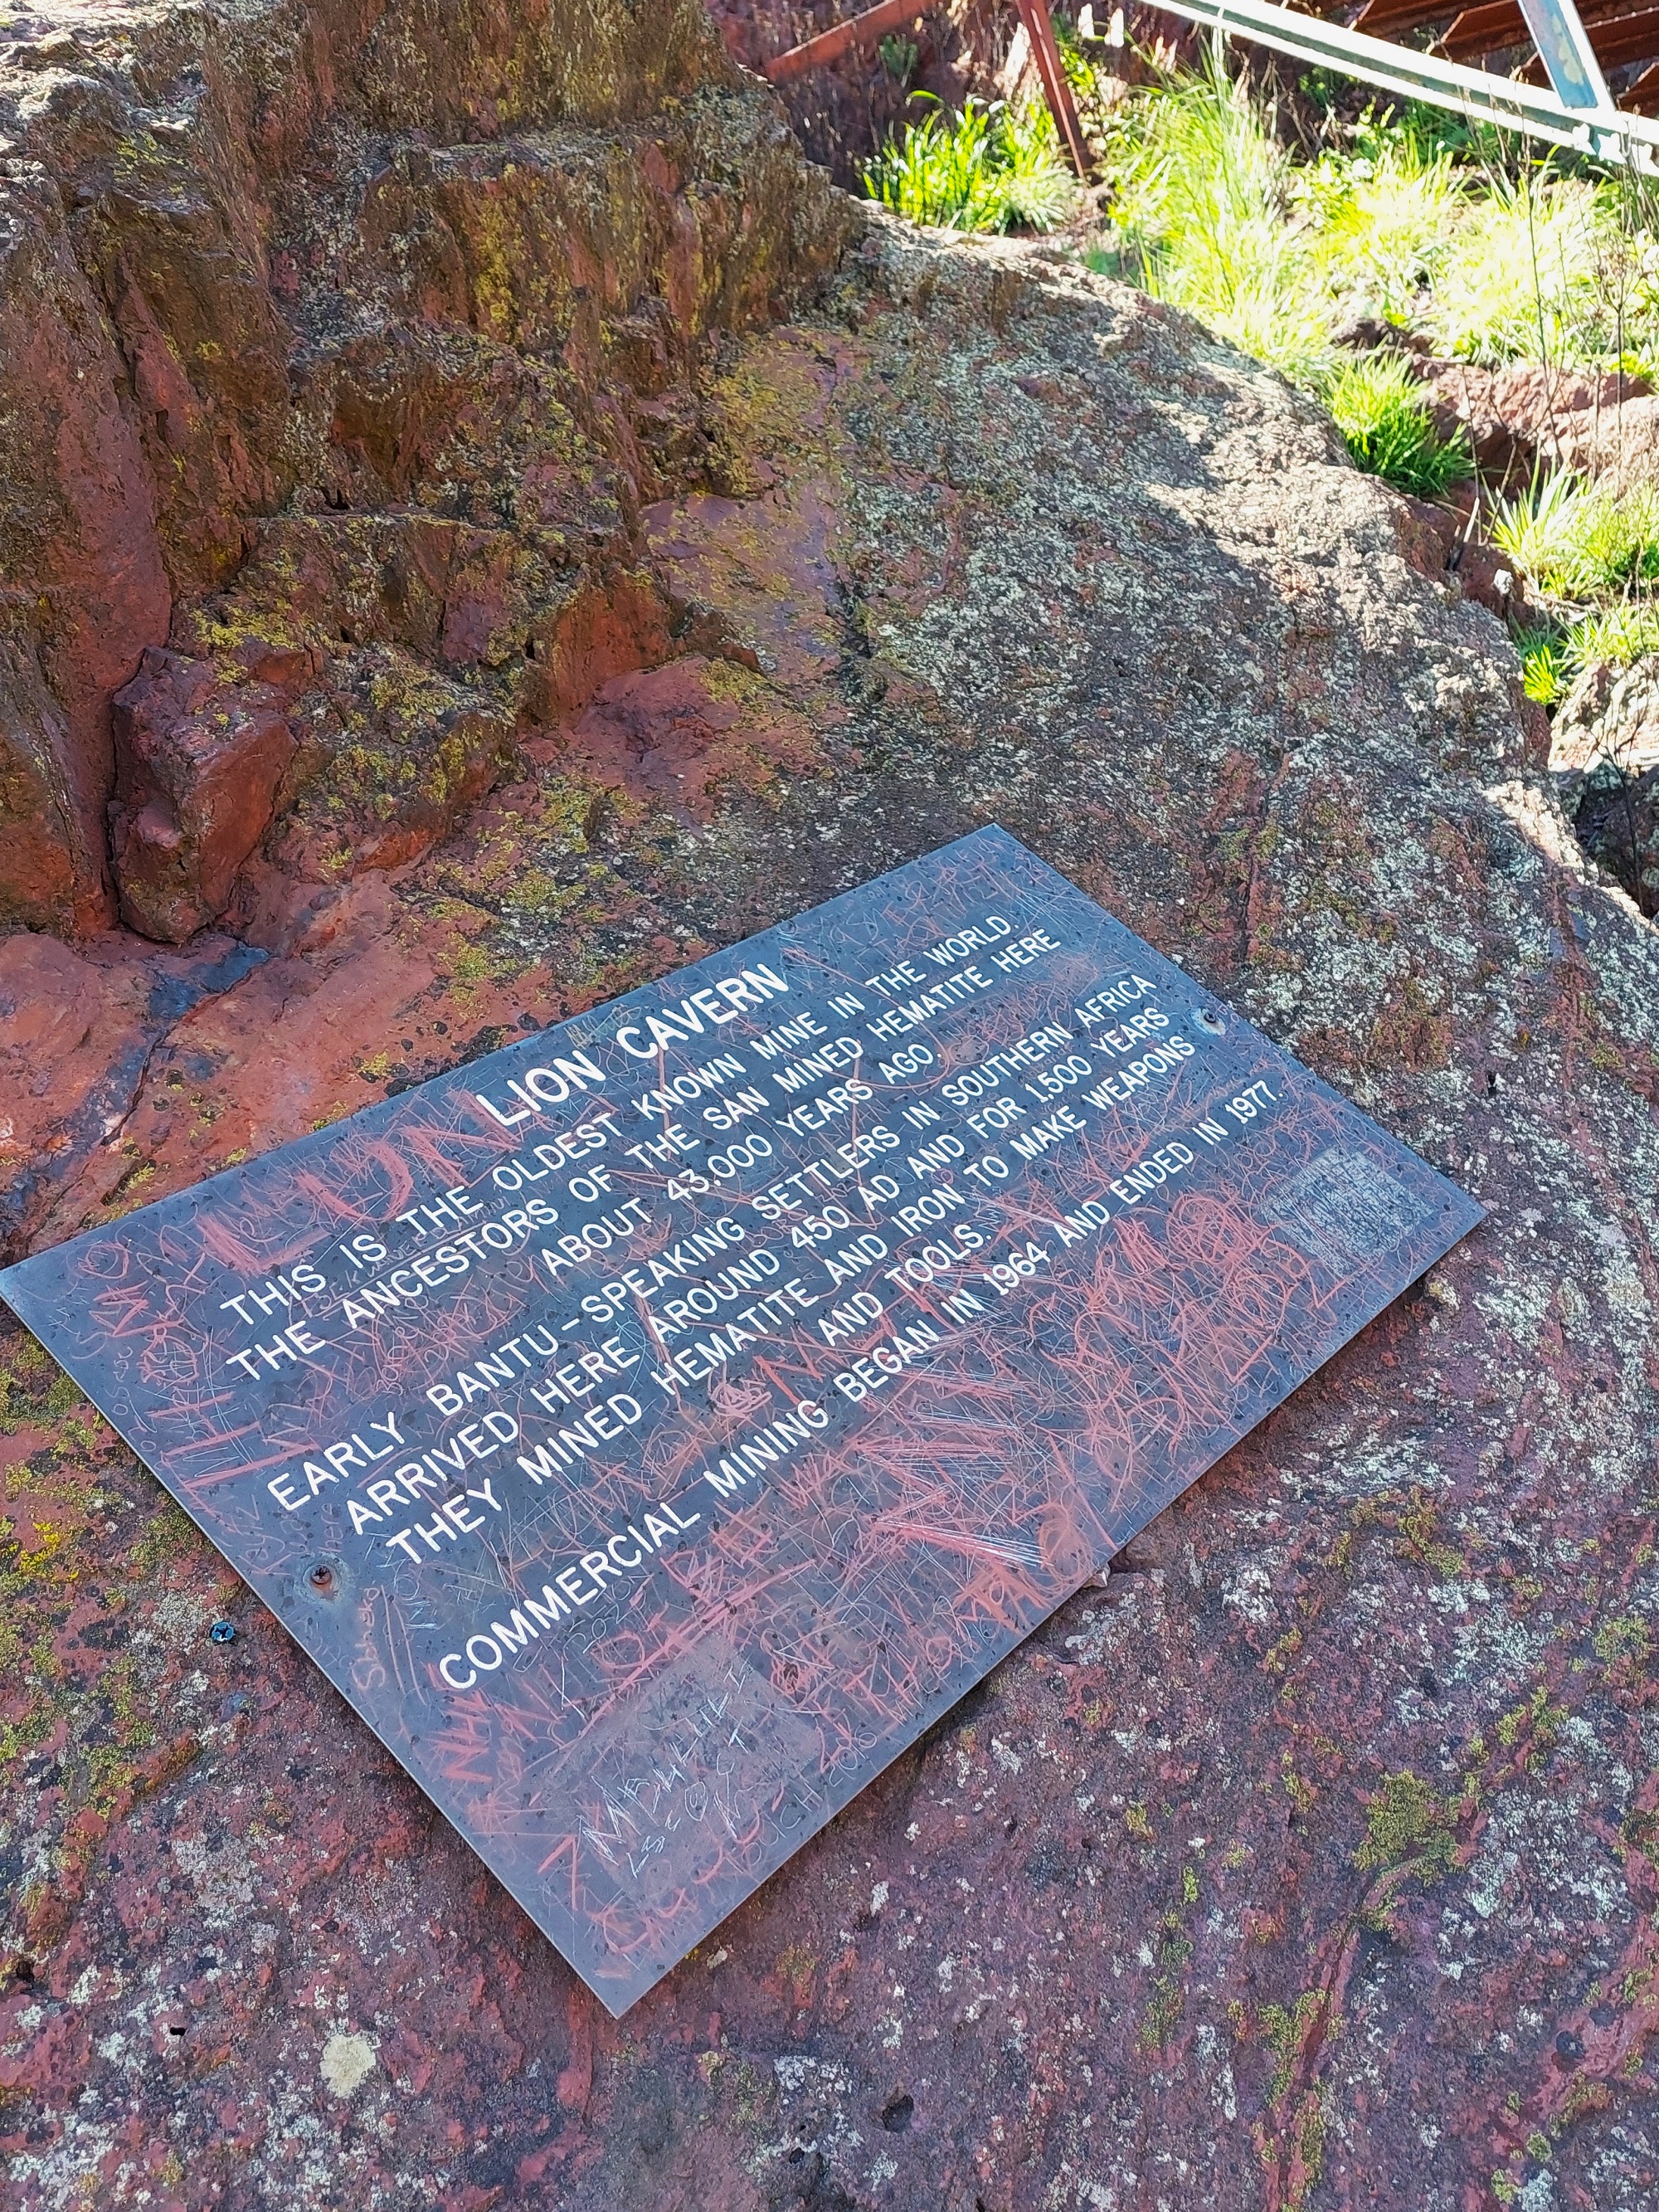 LION CAVERN
THIS IS THE OLDEST KNOWN MINE IN THE WORLD.
THE ANCESTORS OF THE SAN MINED HEMATITE HERE
ABOUT 43,000 YEARS AGO.
EARLY BANTU-SPEAKING SETTLERS IN SOUTHERN AFRICA
ARRIVED HERE AROUND 450 AD AND FOR 1,500 YEARS
THEY MINED HEMATITE AND IRON TO MAKE WEAPONS
AND TOOLS.
COMMERCIAL MINING BEGAN IN 1964 AND ENDED IN 1977.